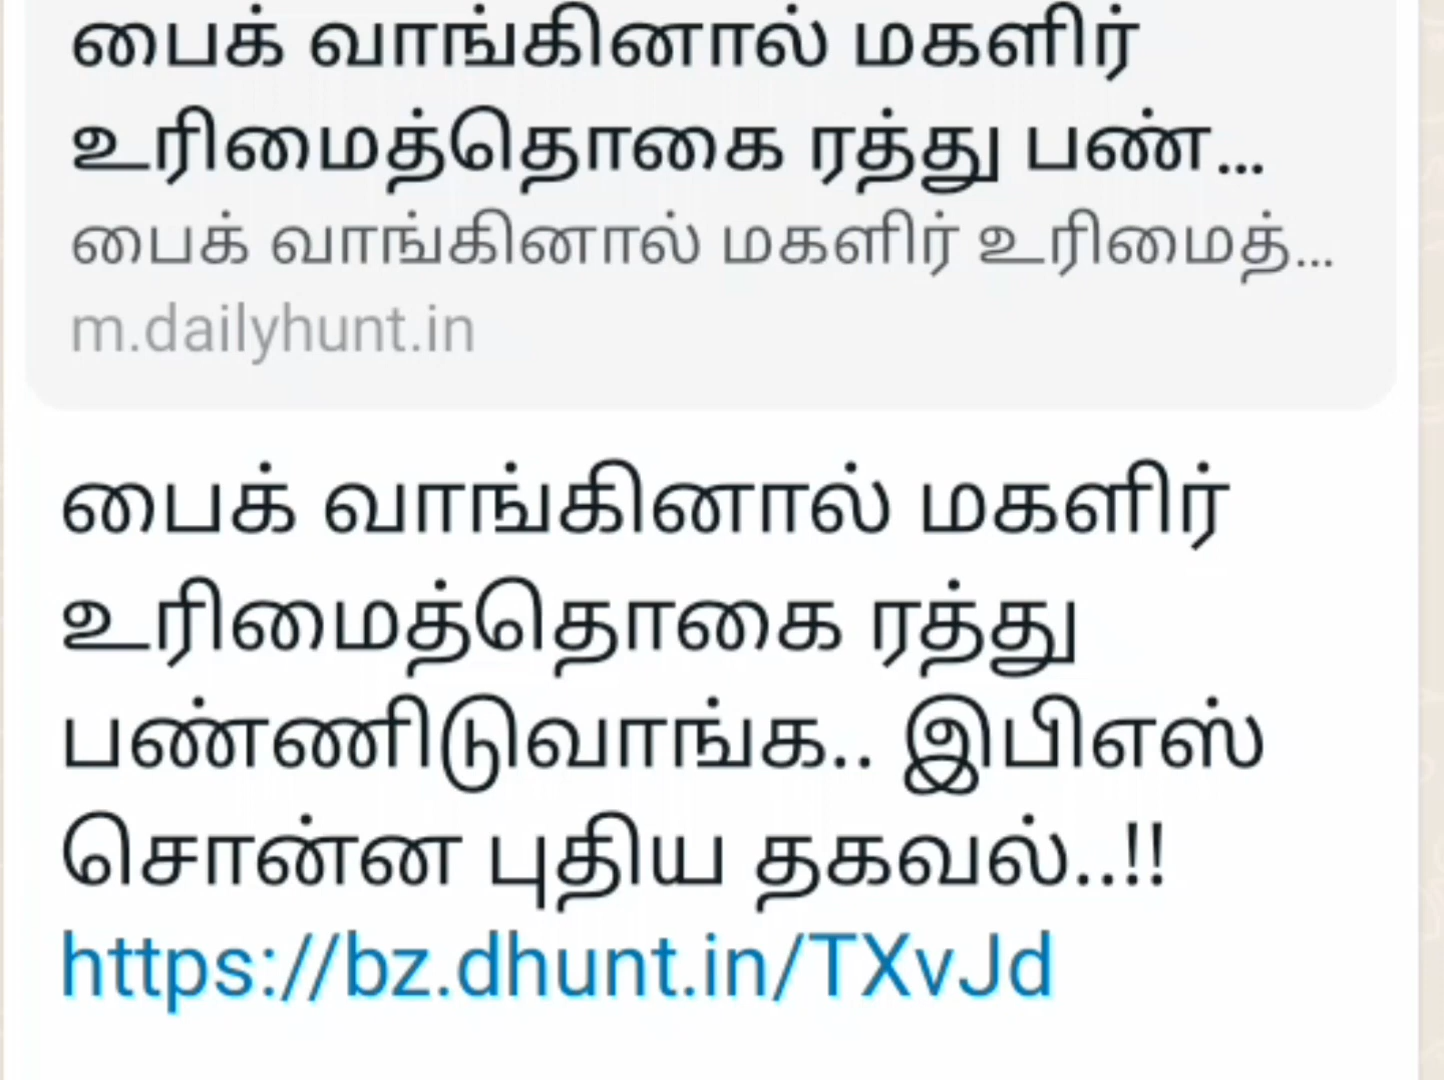 பைக் வாங்கினால் மகளிர்
உரிமைத்தொகை ரத்து பண்...
பைக் வாங்கினால் மகளிர் உரிமைத்...
m.dailyhunt.in
பைக் வாங்கினால் மகளிர்
உரிமைத்தொகை ரத்து
பண்ணிடுவாங்க.. இபிஎஸ்
சொன்ன புதிய தகவல்..!!
https://bz.dhunt.in/TXvJd